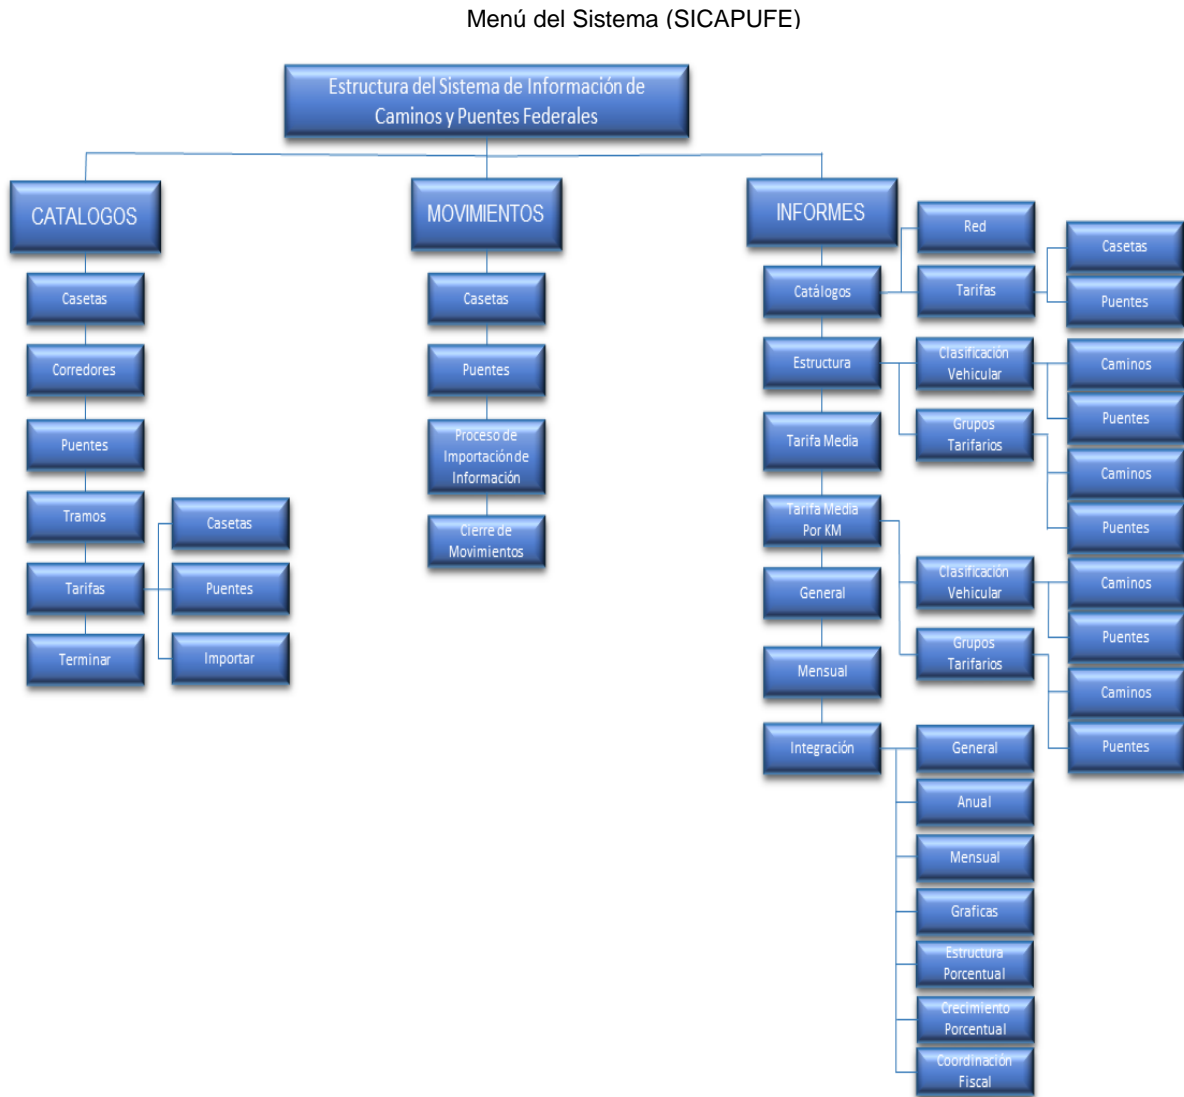 Menú del Sistema (SICAPUFE)
Estructura del Sistema de Información de
Caminos y Puentes Federales
CATALOGOS
Casetas
Corredores
Puentes
Tramos
Tarifas
Terminar
Casetas
Puentes
Importar
MOVIMIENTOS
Casetas
Puentes
Proceso de
Importación de
Información
Cierre de
Movimientos
INFORMES
Catálogos
Red
Tarifas
Casetas
Puentes
Estructura
Clasificación
Vehicular
Caminos
Puentes
Grupos
Tarifarios
Caminos
Puentes
Tarifa Media
Tarifa Media
Por KM
Clasificación
Vehicular
Caminos
Puentes
Grupos
Tarifarios
Caminos
Puentes
General
Mensual
Integración
General
Anual
Mensual
Graficas
Estructura
Porcentual
Crecimiento
Porcentual
Coordinación
Fiscal